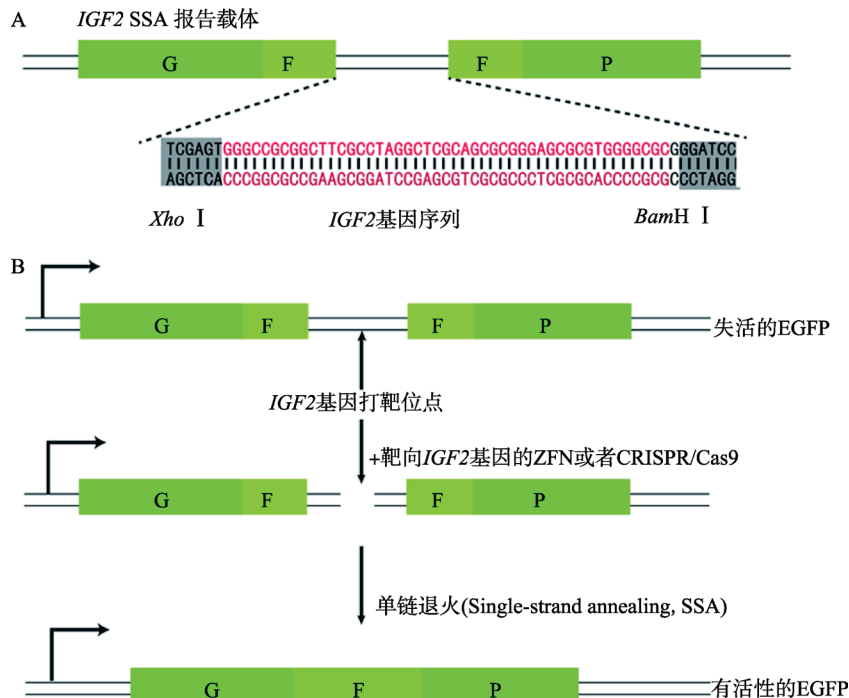 A
IGF2 SSA 报告载体
G F F P
TCGAGTGGGCCGCGGCTTCGCCTAGGCTCGCAGCGCGGGAGCGCGTGGGGCGCGGGATCC
AGCTCACCCGGCGCCGAAGCGGATCCGAGCGTCGCGCCCTCGCGCACCCCGCGCCCTAGG
Xho I IGF2基因序列 BamH I
B
G F F P 失活的EGFP
IGF2基因打靶位点
+靶向IGF2基因的ZFN或者CRISPR/Cas9
G F F P
单链退火(Single-strand annealing, SSA)
G F P 有活性的EGFP